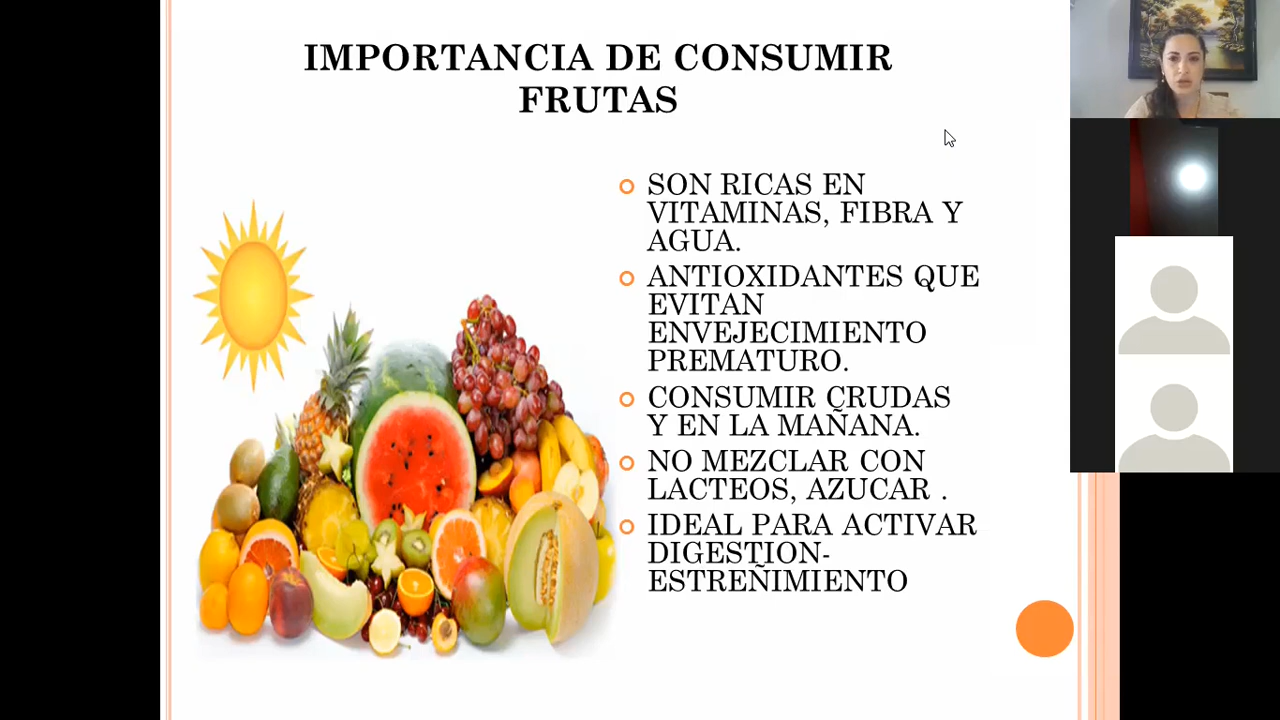 IMPORTANCIA DE CONSUMIR
FRUTAS
SON RICAS EN
VITAMINAS, FIBRA Y
AGUA.
ANTIOXIDANTES QUE
EVITAN
ENVEJECIMIENTO
PREMATURO.
CONSUMIR CRUDAS
Y EN LA MAÑANA.
NO MEZCLAR CON
LACTEOS, AZUCAR .
IDEAL PARA ACTIVAR
DIGESTION-
ESTREÑIMIENTO